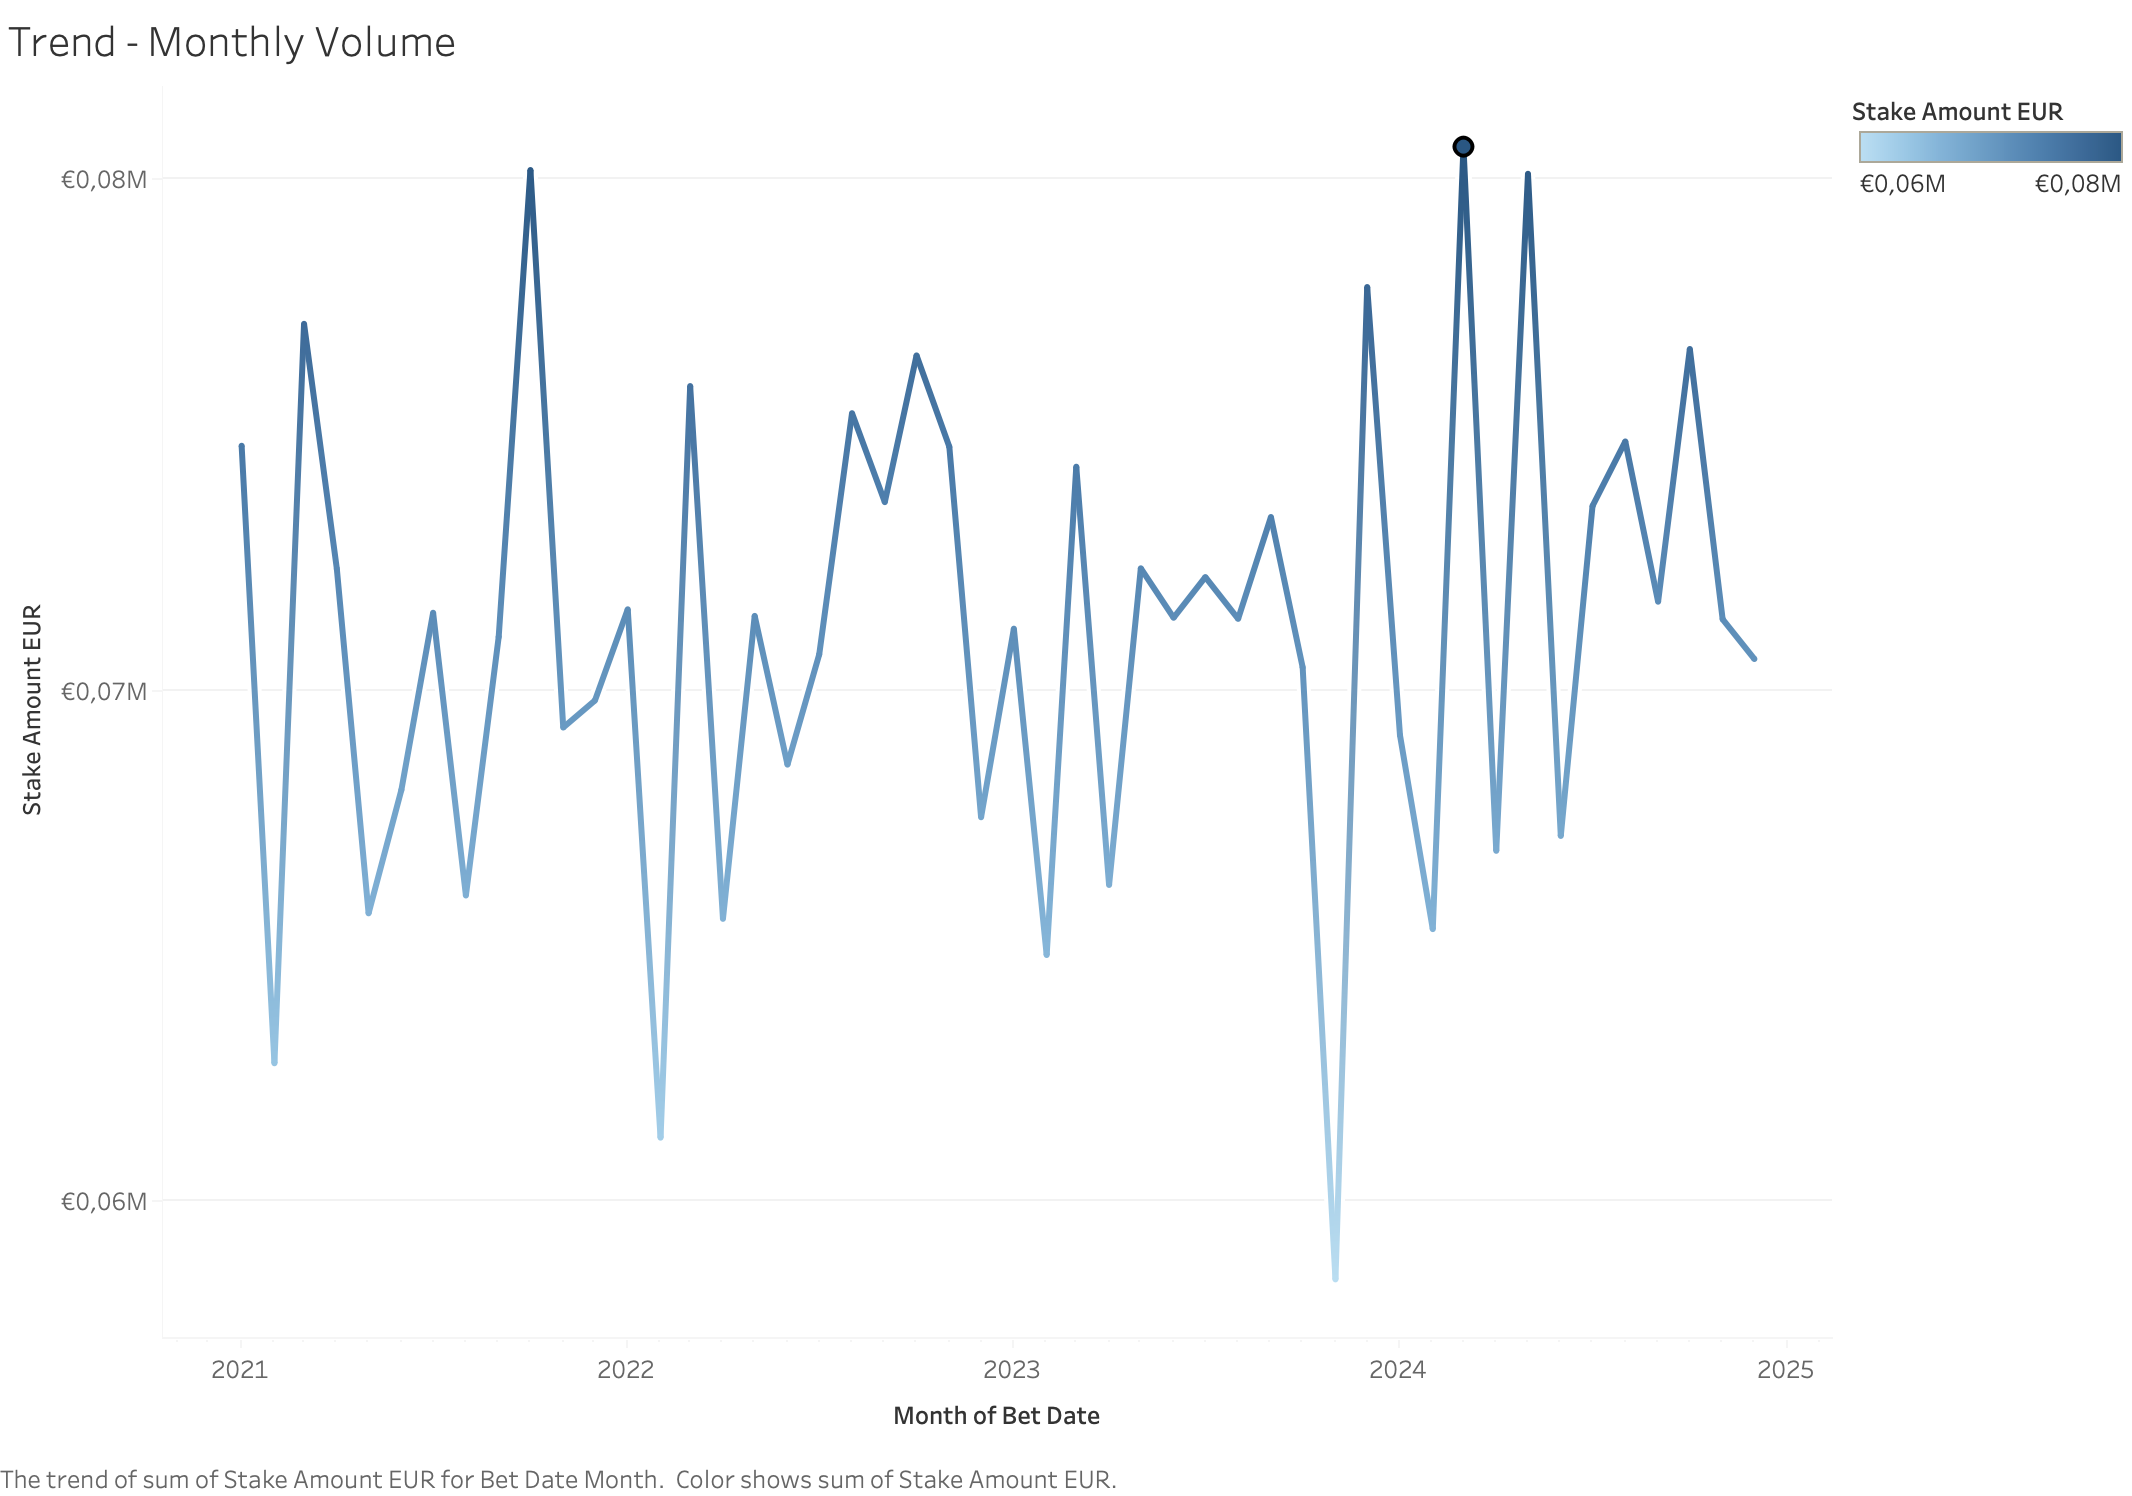 Trend - Monthly Volume
Stake Amount EUR
€0,06M €0,08M
€0,08M
€0,07M
€0,06M
Stake Amount EUR
2021 2022 2023 2024 2025
Month of Bet Date
The trend of sum of Stake Amount EUR for Bet Date Month.  Color shows sum of Stake Amount EUR.